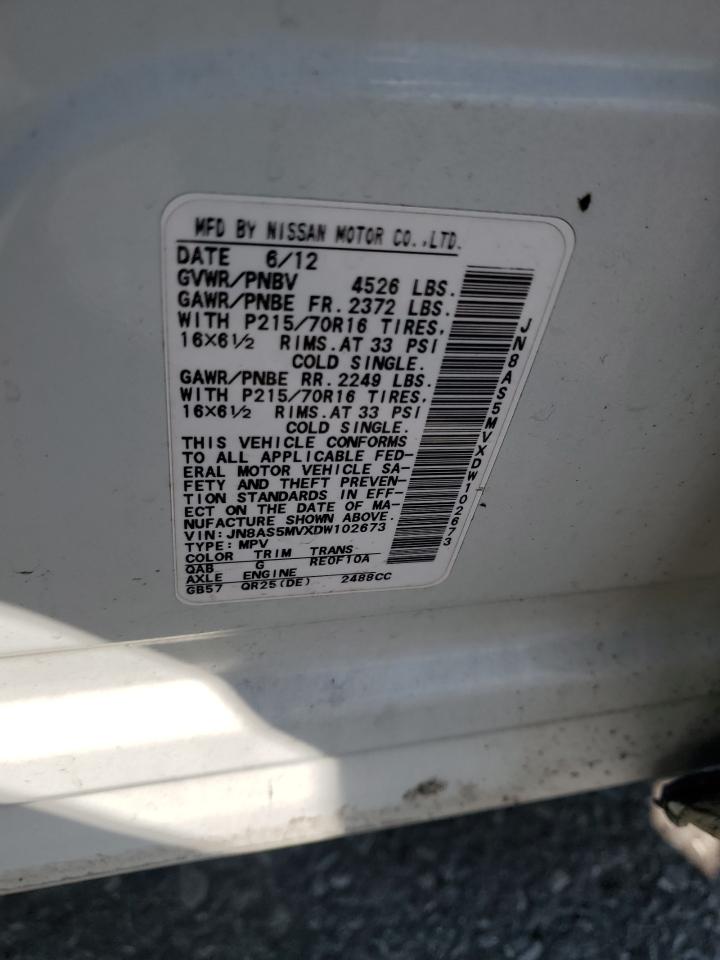 MFD BY NISSAN MOTOR CO.,LTD.
DATE 6/12
GVWR/PNBV 4526 LBS.
GAWR/PNBE FR. 2372 LBS.
WITH P215/70R16 TIRES,
16X6½ RIMS.AT 33 PSI
COLD SINGLE.
GAWR/PNBE RR. 2249 LBS.
WITH P215/70R16 TIRES,
16X6½ RIMS.AT 33 PSI
COLD SINGLE.
THIS VEHICLE CONFORMS
TO ALL APPLICABLE FED-
ERAL MOTOR VEHICLE SA-
FETY AND THEFT PREVEN-
TION STANDARDS IN EFF-
ECT ON THE DATE OF MA-
NUFACTURE SHOWN ABOVE.
VIN:JN8AS5MVXDW102673
TYPE:MPV
COLOR TRIM TRANS
QAB G RE0F10A
AXLE ENGINE
GB57 QR25(DE) 2488CC
JN8AS5MVXDW102673